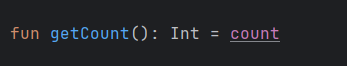 fun getCount(): Int = count